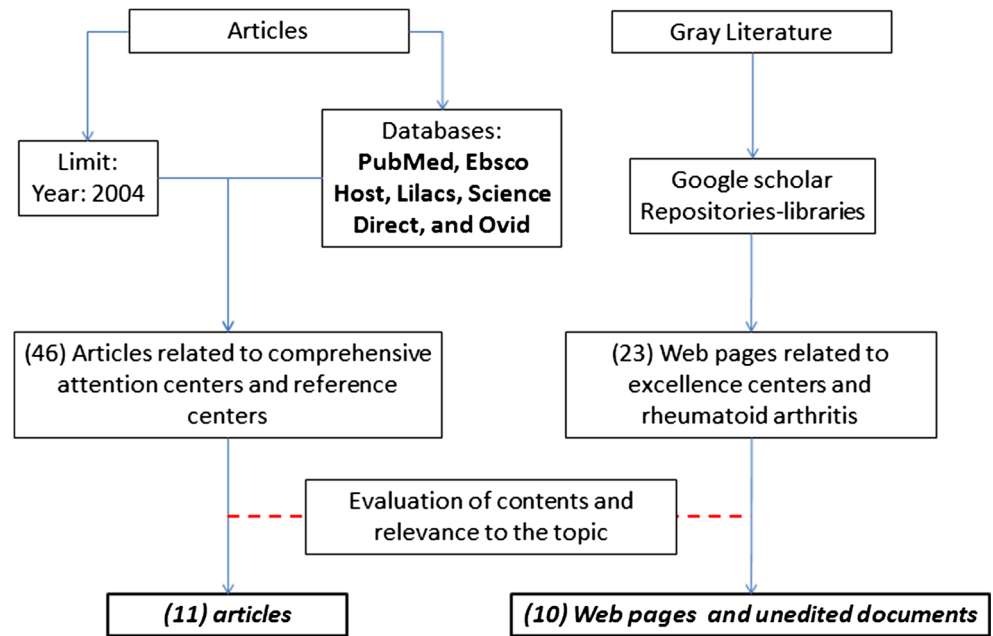 Articles
Gray Literature
Limit:
Year: 2004
Databases:
PubMed, Ebsco
Host, Lilacs, Science
Direct, and Ovid
Google scholar
Repositories-libraries
(46) Articles related to comprehensive
attention centers and reference
centers
(23) Web pages related to
excellence centers and
rheumatoid arthritis
Evaluation of contents and
relevance to the topic
(11) articles
(10) Web pages and unedited documents